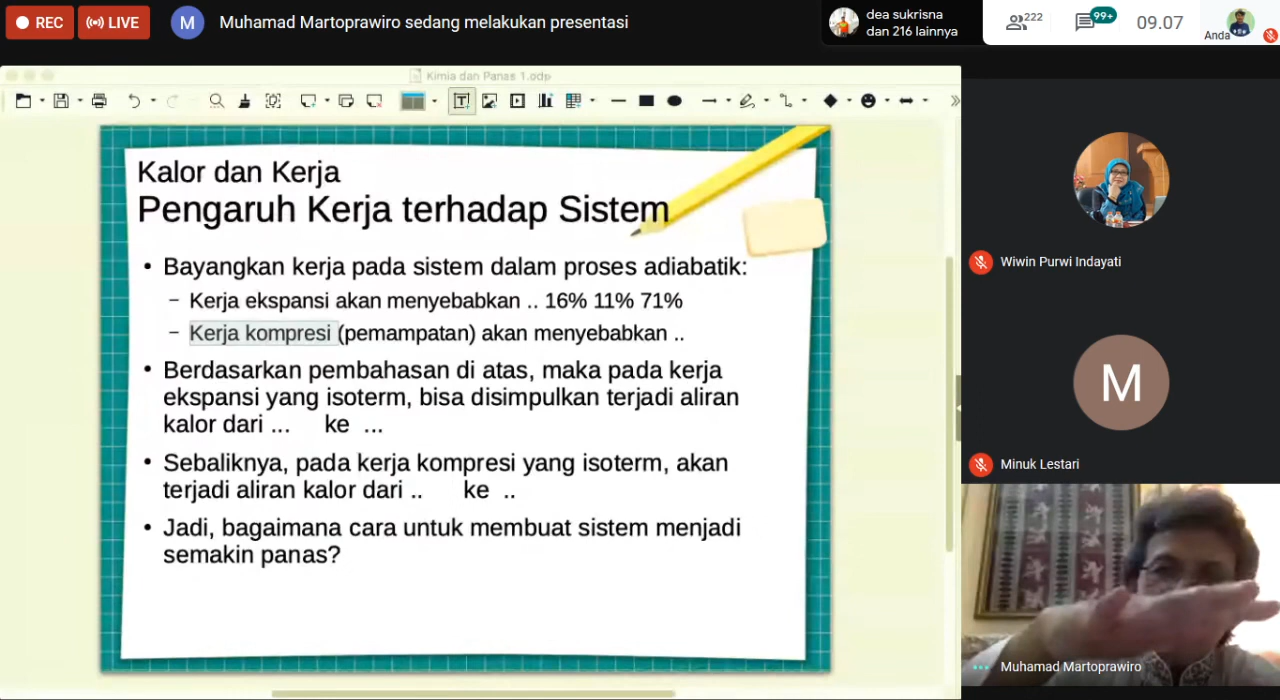 REC
LIVE
M
Muhamad Martoprawiro sedang melakukan presentasi
dea sukrisna
dan 216 lainnya
222
99+
09.07
Anda
Kimia dan Panas 1.odp
Kalor dan Kerja
Pengaruh Kerja terhadap Sistem
• Bayangkan kerja pada sistem dalam proses adiabatik:
– Kerja ekspansi akan menyebabkan .. 16% 11% 71%
– Kerja kompresi (pemampatan) akan menyebabkan ..
• Berdasarkan pembahasan di atas, maka pada kerja
ekspansi yang isoterm, bisa disimpulkan terjadi aliran
kalor dari ... ke ...
• Sebaliknya, pada kerja kompresi yang isoterm, akan
terjadi aliran kalor dari .. ke ..
• Jadi, bagaimana cara untuk membuat sistem menjadi
semakin panas?
Wiwin Purwi Indayati
M
Minuk Lestari
Muhamad Martoprawiro